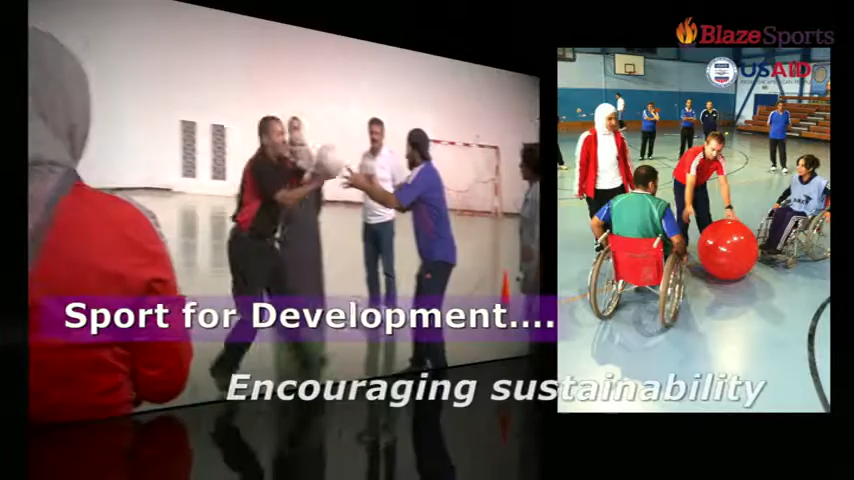 BlazeSports
USAID
Sport for Development....
Encouraging sustainability